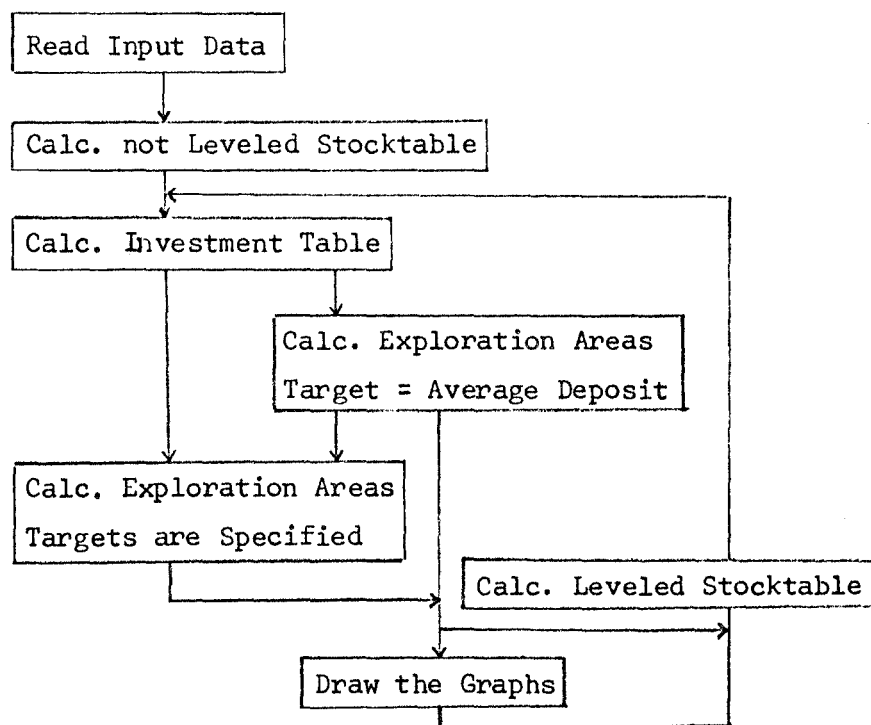 Read Input Data
Calc. not Leveled Stocktable
Calc. Investment Table
Calc. Exploration Areas
Target = Average Deposit
Calc. Exploration Areas
Targets are Specified
Calc. Leveled Stocktable
Draw the Graphs